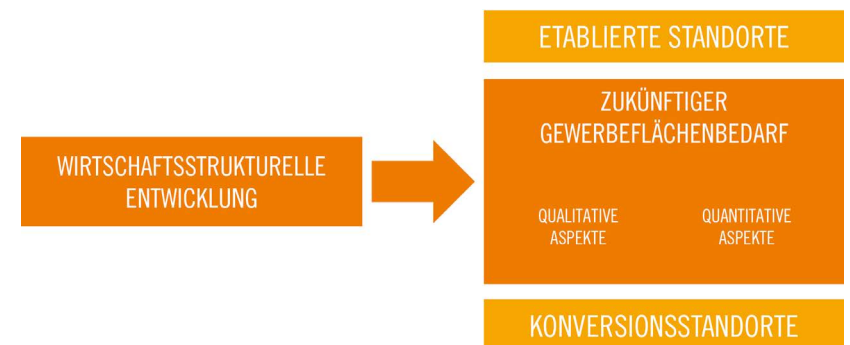 ETABLIERTE STANDORTE
WIRTSCHAFTSSTRUKTURELLE
ENTWICKLUNG
ZUKÜNFTIGER
GEWERBEFLÄCHENBEDARF
QUALITATIVE
ASPEKTE
QUANTITATIVE
ASPEKTE
KONVERSIONSSTANDORTE